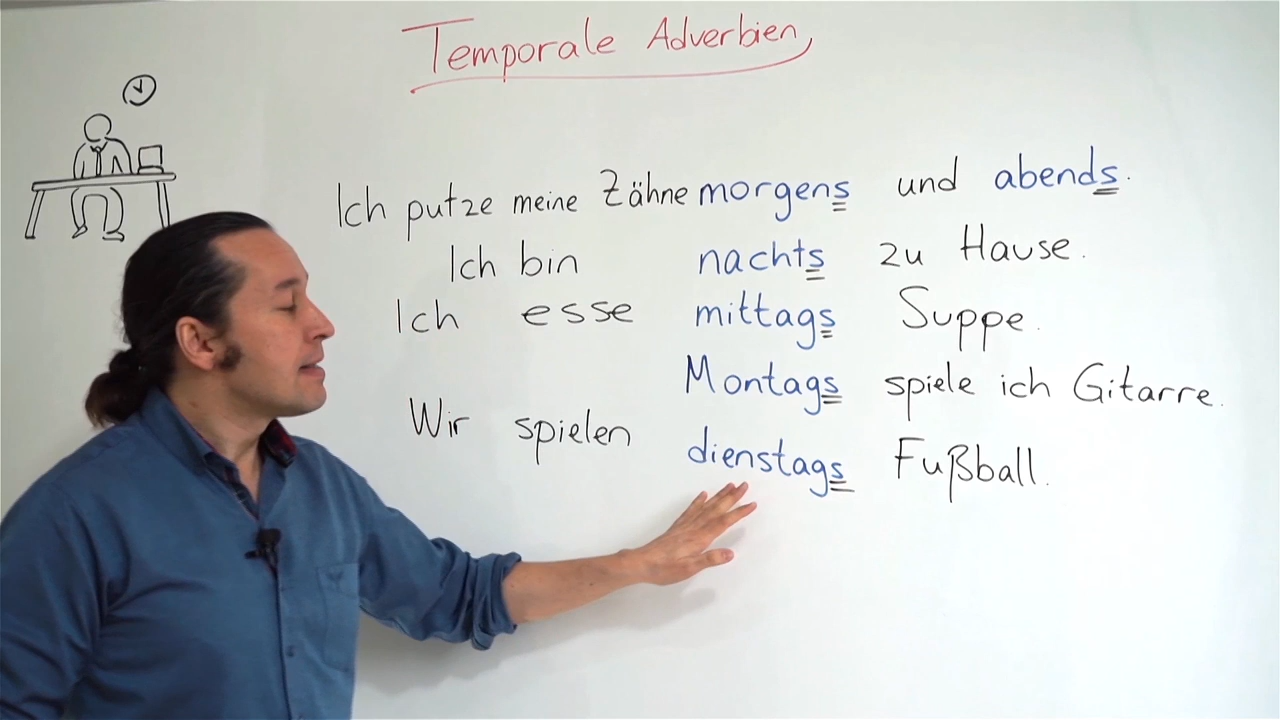 Temporale Adverbien
Ich putze meine Zähne morgens und abends.
Ich bin nachts zu Hause.
Ich esse mittags Suppe.
Montags spiele ich Gitarre.
Wir spielen dienstags Fußball.